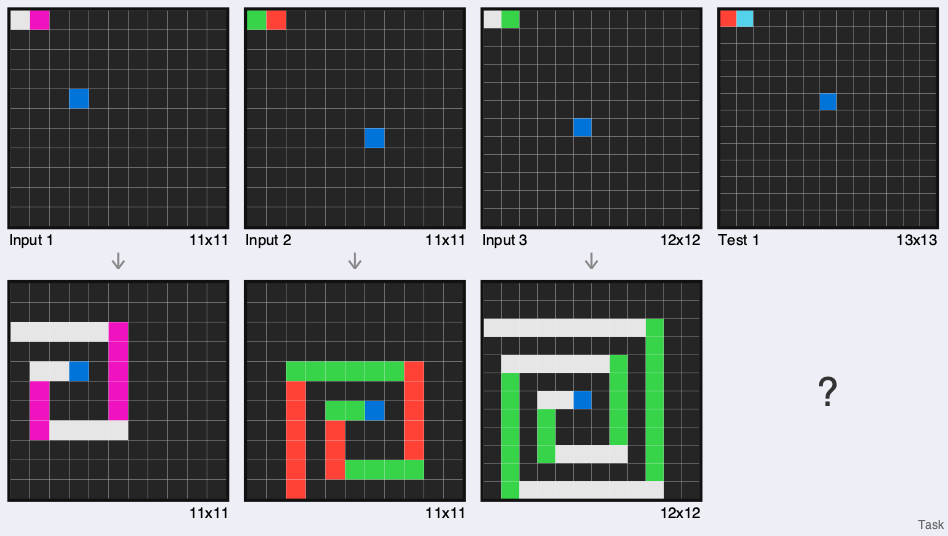 Input 1 11x11
Input 2 11x11
Input 3 12x12
Test 1 13x13
↓ ↓ ↓
?
11x11
11x11
12x12
Task